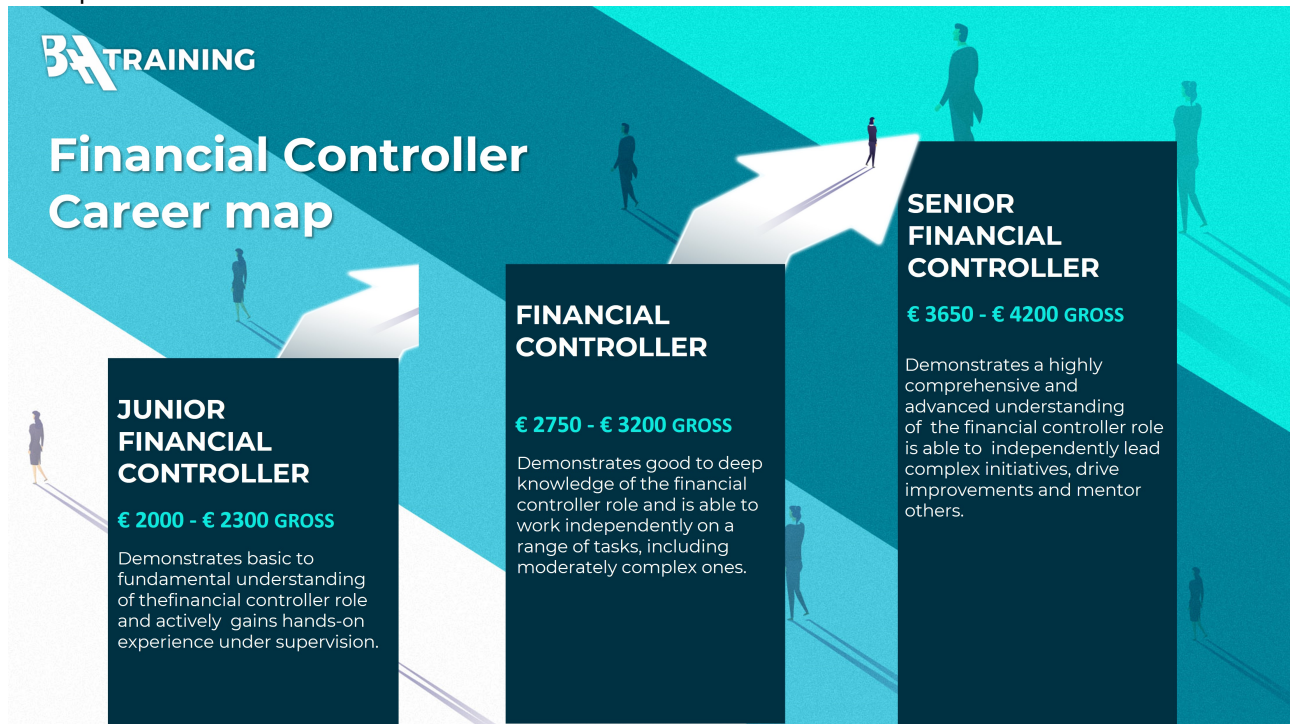 BAA TRAINING
Financial Controller
Career map
JUNIOR
FINANCIAL
CONTROLLER
€ 2000 - € 2300 GROSS
Demonstrates basic to
fundamental understanding
of thefinancial controller role
and actively gains hands-on
experience under supervision.
FINANCIAL
CONTROLLER
€ 2750 - € 3200 GROSS
Demonstrates good to deep
knowledge of the financial
controller role and is able to
work independently on a
range of tasks, including
moderately complex ones.
SENIOR
FINANCIAL
CONTROLLER
€ 3650 - € 4200 GROSS
Demonstrates a highly
comprehensive and
advanced understanding
of the financial controller role
is able to independently lead
complex initiatives, drive
improvements and mentor
others.